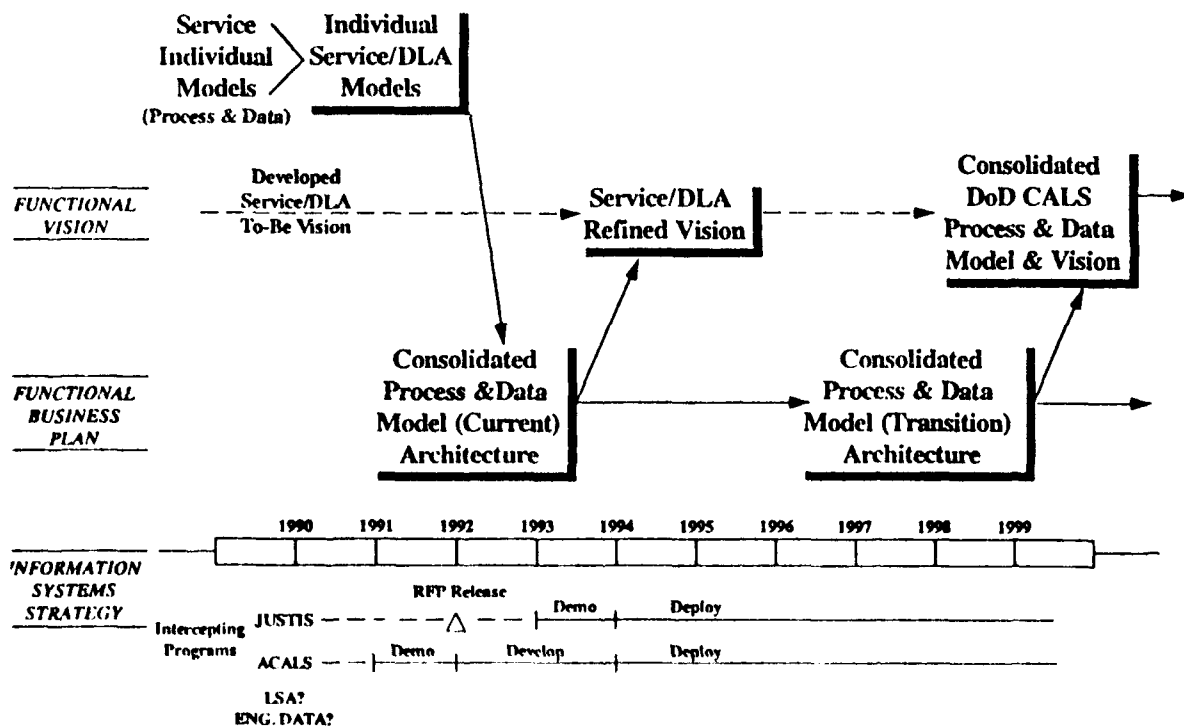 Service
Individual
Models
(Process & Data)
Individual
Service/DLA
Models
FUNCTIONAL
VISION
Developed
Service/DLA
To-Be Vision
Service/DLA
Refined Vision
Consolidated
DoD CALS
Process & Data
Model & Vision
FUNCTIONAL
BUSINESS
PLAN
Consolidated
Process &Data
Model (Current)
Architecture
Consolidated
Process & Data
Model (Transition)
Architecture
1990 1991 1992 1993 1994 1995 1996 1997 1998 1999
INFORMATION
SYSTEMS
STRATEGY
Intercepting
Programs
RFP Release
JUSTIS Demo Deploy
ACALS Demo Develop Deploy
LSA?
ENG. DATA?